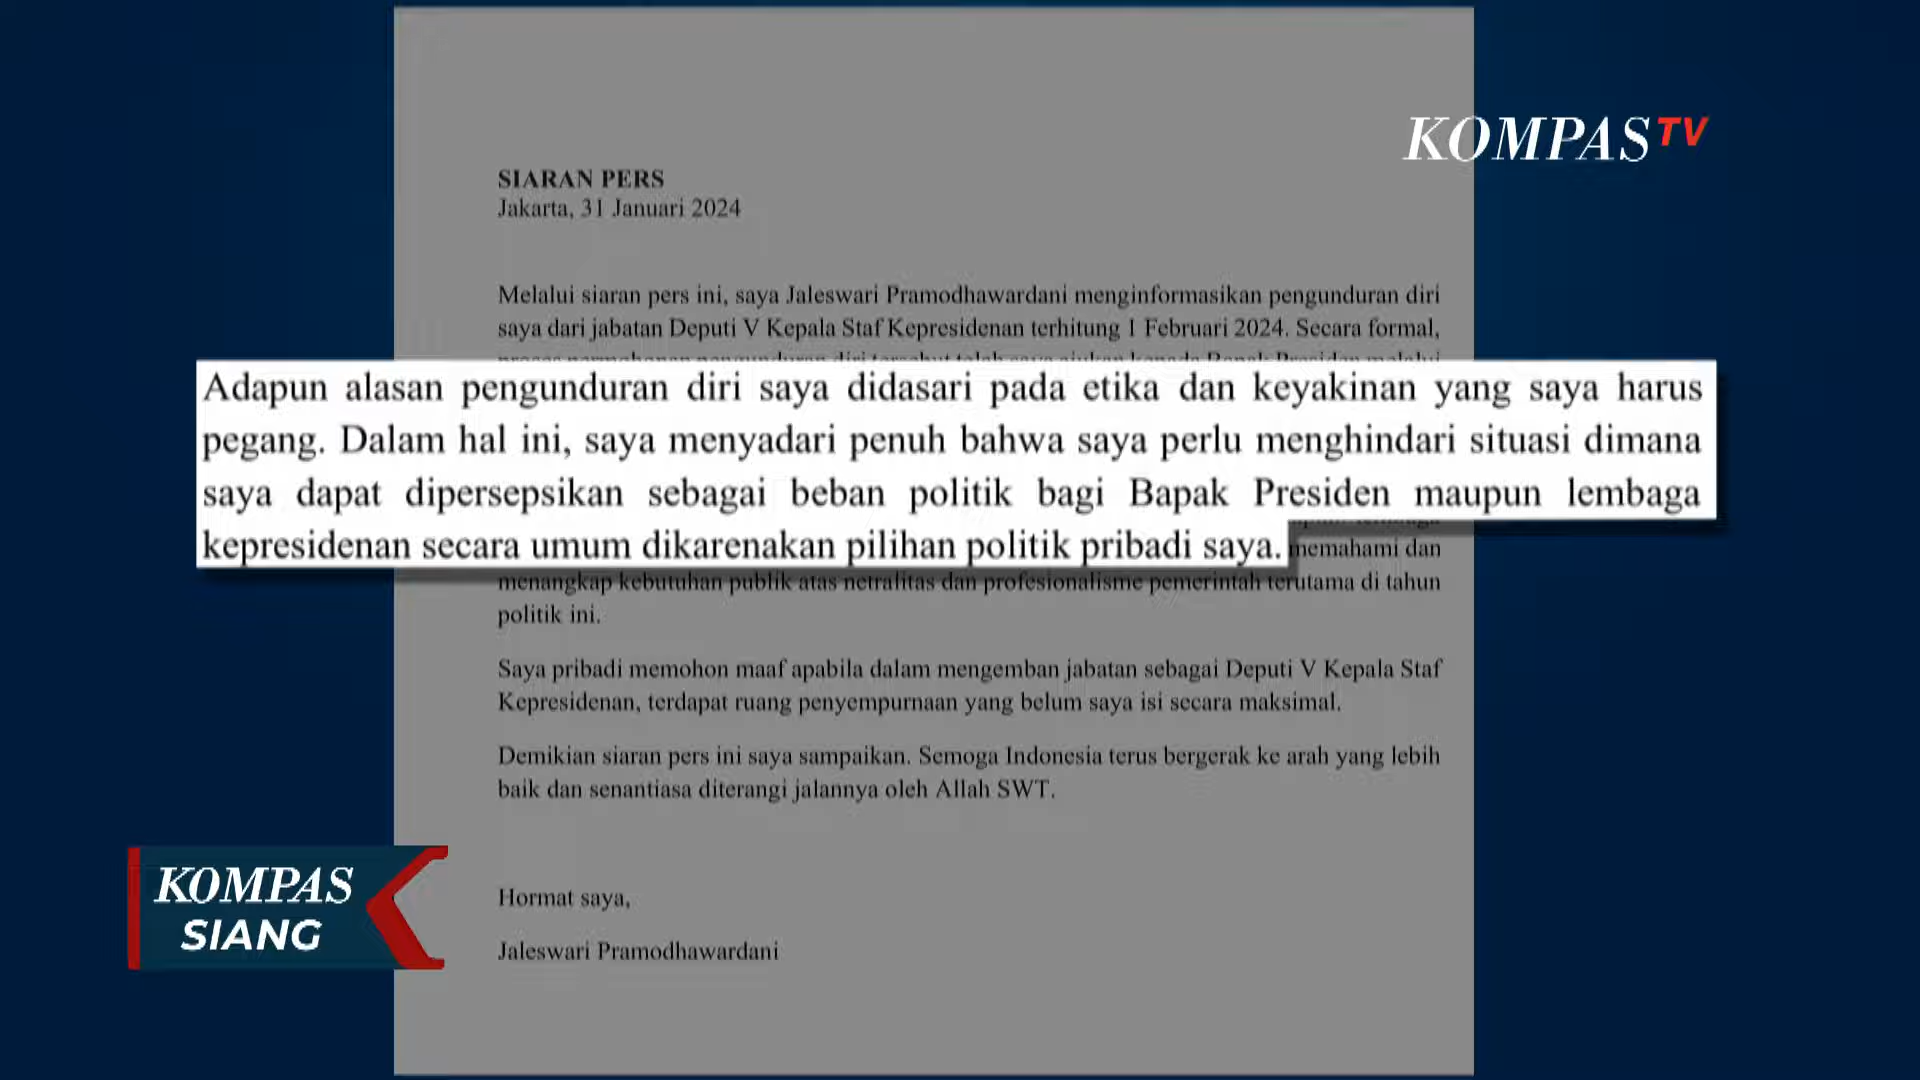 KOMPAS TV
SIARAN PERS
Jakarta, 31 Januari 2024
Melalui siaran pers ini, saya Jaleswari Pramodhawardani menginformasikan pengunduran diri
saya dari jabatan Deputi V Kepala Staf Kepresidenan terhitung 1 Februari 2024. Secara formal,
Adapun alasan pengunduran diri saya didasari pada etika dan keyakinan yang saya harus
pegang. Dalam hal ini, saya menyadari penuh bahwa saya perlu menghindari situasi dimana
saya dapat dipersepsikan sebagai beban politik bagi Bapak Presiden maupun lembaga
kepresidenan secara umum dikarenakan pilihan politik pribadi saya.
memahami dan
menangkap kebutuhan publik atas netralitas dan profesionalisme pemerintah terutama di tahun
politik ini.
Saya pribadi memohon maaf apabila dalam mengemban jabatan sebagai Deputi V Kepala Staf
Kepresidenan, terdapat ruang penyempurnaan yang belum saya isi secara maksimal.
Demikian siaran pers ini saya sampaikan. Semoga Indonesia terus bergerak ke arah yang lebih
baik dan senantiasa diterangi jalannya oleh Allah SWT.
Hormat saya,
Jaleswari Pramodhawardani
KOMPAS
SIANG